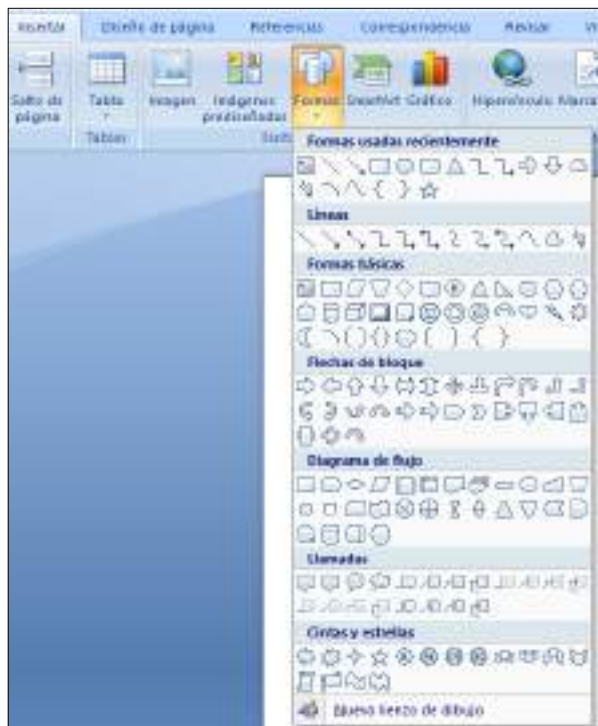 Insertar Diseño de página Referencias Correspondencia Revisar
Salto de página
Tabla
Imagen
Imágenes prediseñadas
Formas
SmartArt
Gráfico
Hipervínculo
Tablas
Formas usadas recientemente
Líneas
Formas básicas
Flechas de bloque
Diagrama de flujo
Llamadas
Cintas y estrellas
Nuevo lienzo de dibujo